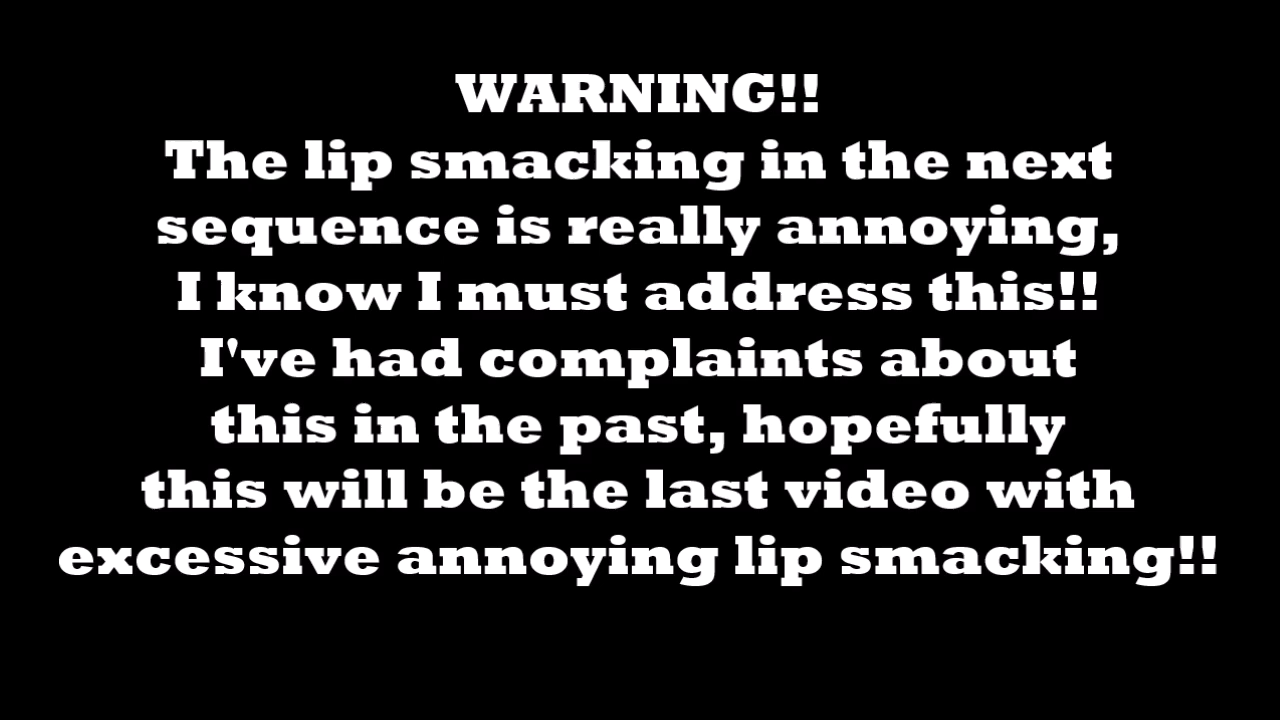 WARNING!!
The lip smacking in the next
sequence is really annoying,
I know I must address this!!
I've had complaints about
this in the past, hopefully
this will be the last video with
excessive annoying lip smacking!!